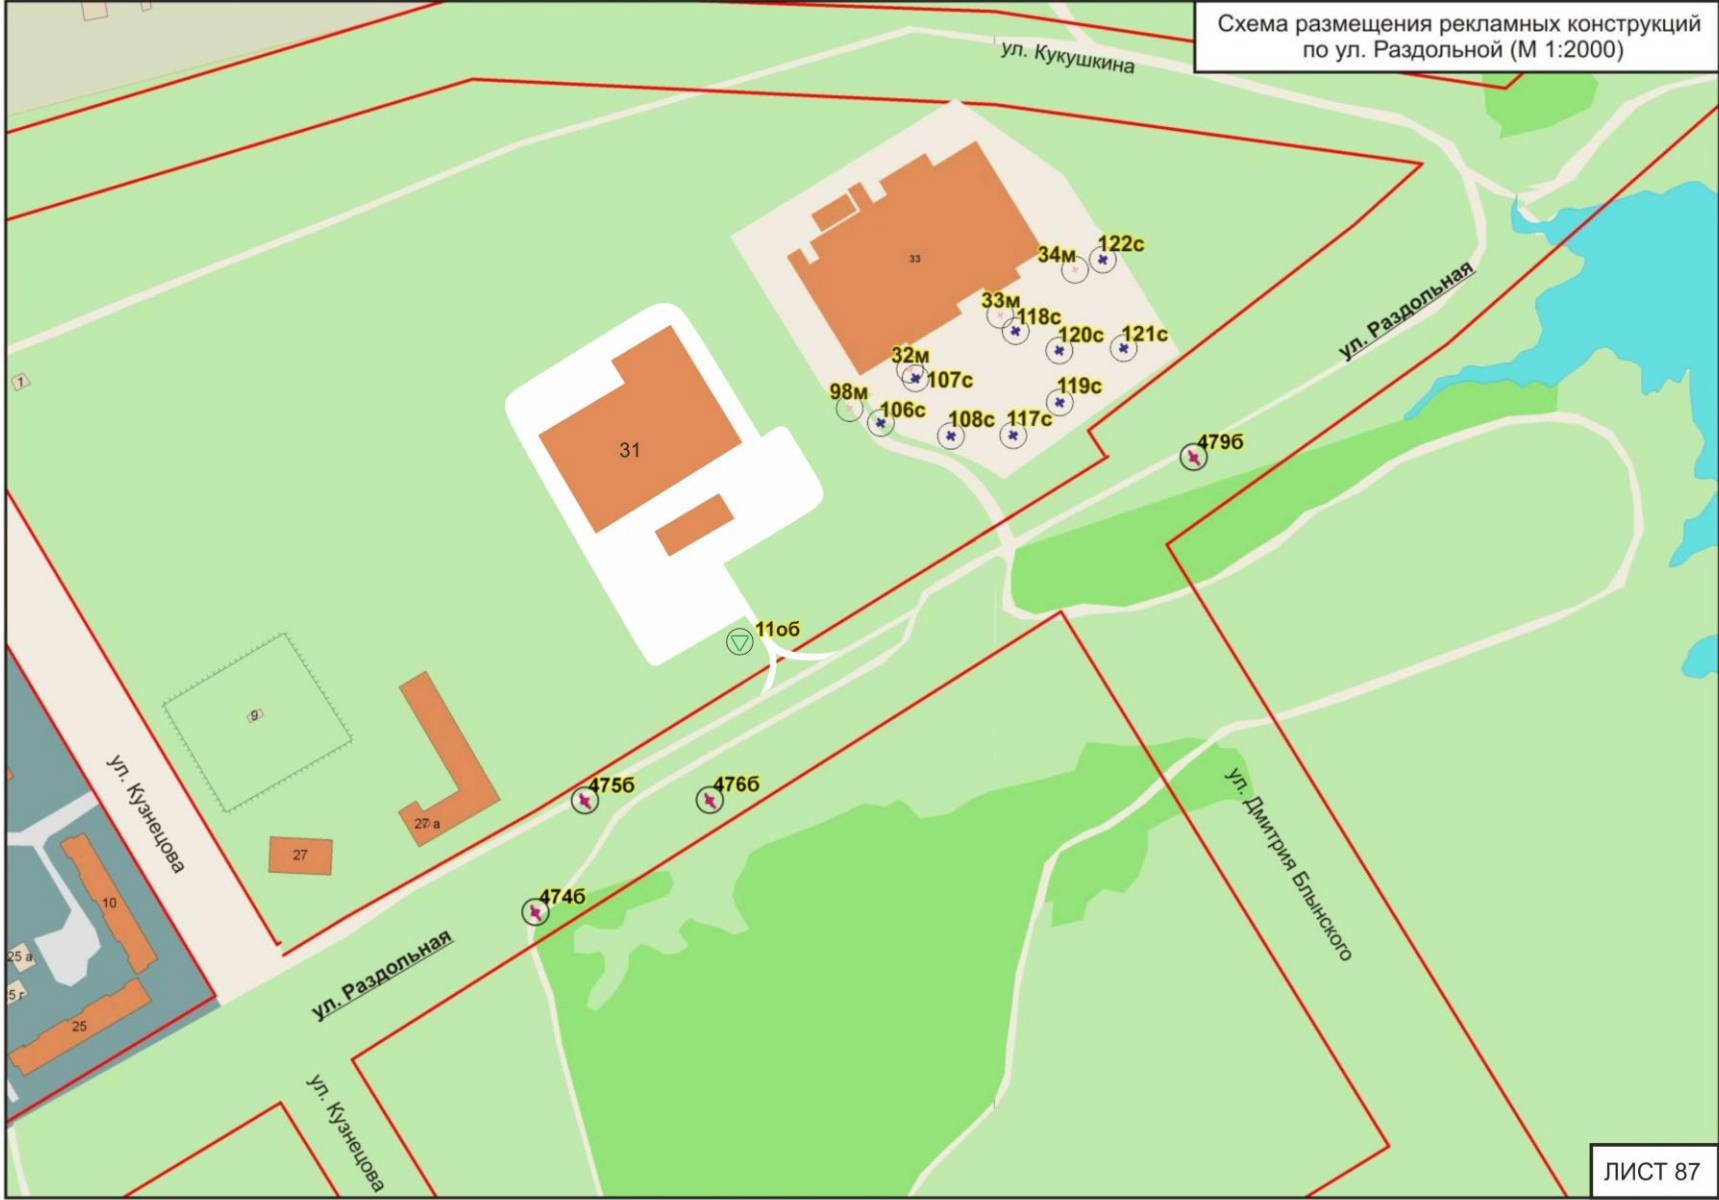 Схема размещения рекламных конструкций
по ул. Раздольной (М 1:2000)
ул. Кукушкина
33
34м
122с
33м
118с
120с
121с
ул. Раздольная
32м
107с
119с
98м
106с
108с
117с
1
31
479б
11об
9
ул. Кузнецова
475б
476б
27 а
27
ул. Дмитрия Блынского
10
474б
25 а
ул. Раздольная
25
ул. Кузнецова
ЛИСТ 87